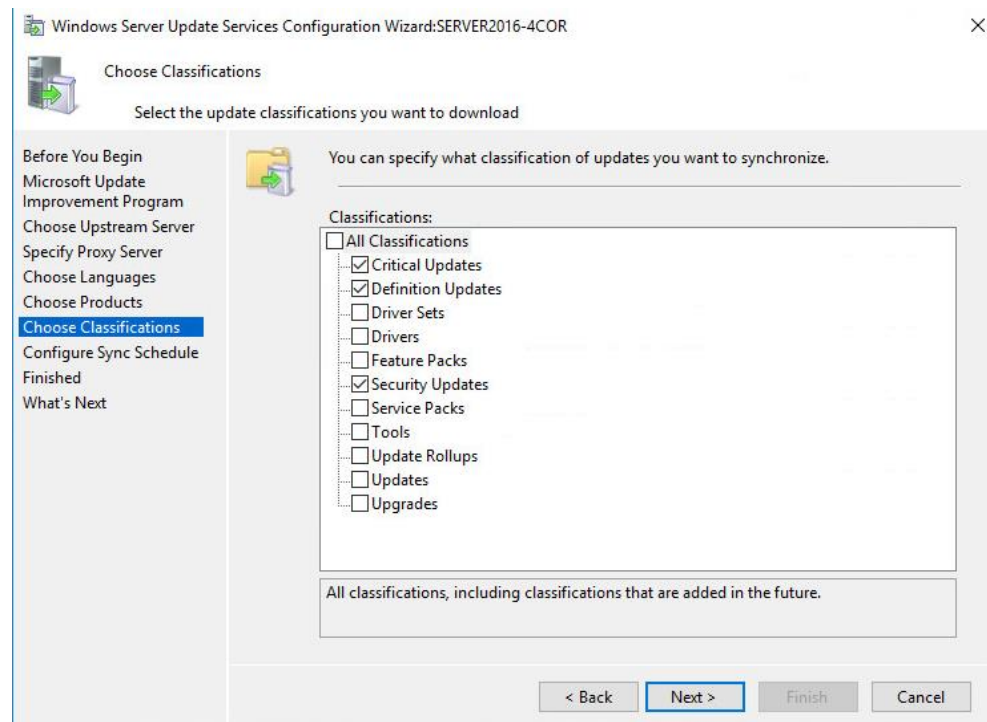 Windows Server Update Services Configuration Wizard:SERVER2016-4COR
Choose Classifications
Select the update classifications you want to download
Before You Begin
Microsoft Update
Improvement Program
Choose Upstream Server
Specify Proxy Server
Choose Languages
Choose Products
Choose Classifications
Configure Sync Schedule
Finished
What's Next
You can specify what classification of updates you want to synchronize.
Classifications:
All Classifications
Critical Updates
Definition Updates
Driver Sets
Drivers
Feature Packs
Security Updates
Service Packs
Tools
Update Rollups
Updates
Upgrades
All classifications, including classifications that are added in the future.
< Back
Next >
Finish
Cancel